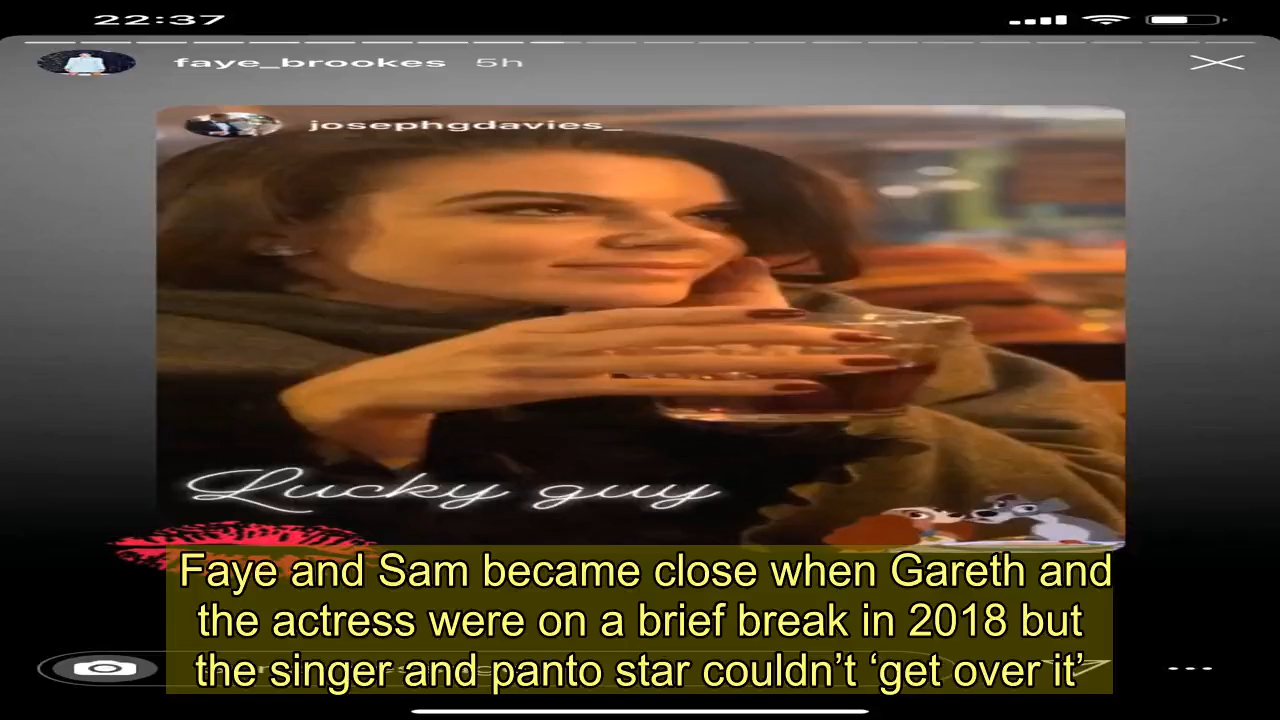 22:37
faye_brookes 5h
josephgdavies_
Lucky guy
Faye and Sam became close when Gareth and
the actress were on a brief break in 2018 but
the singer and panto star couldn’t ‘get over it’